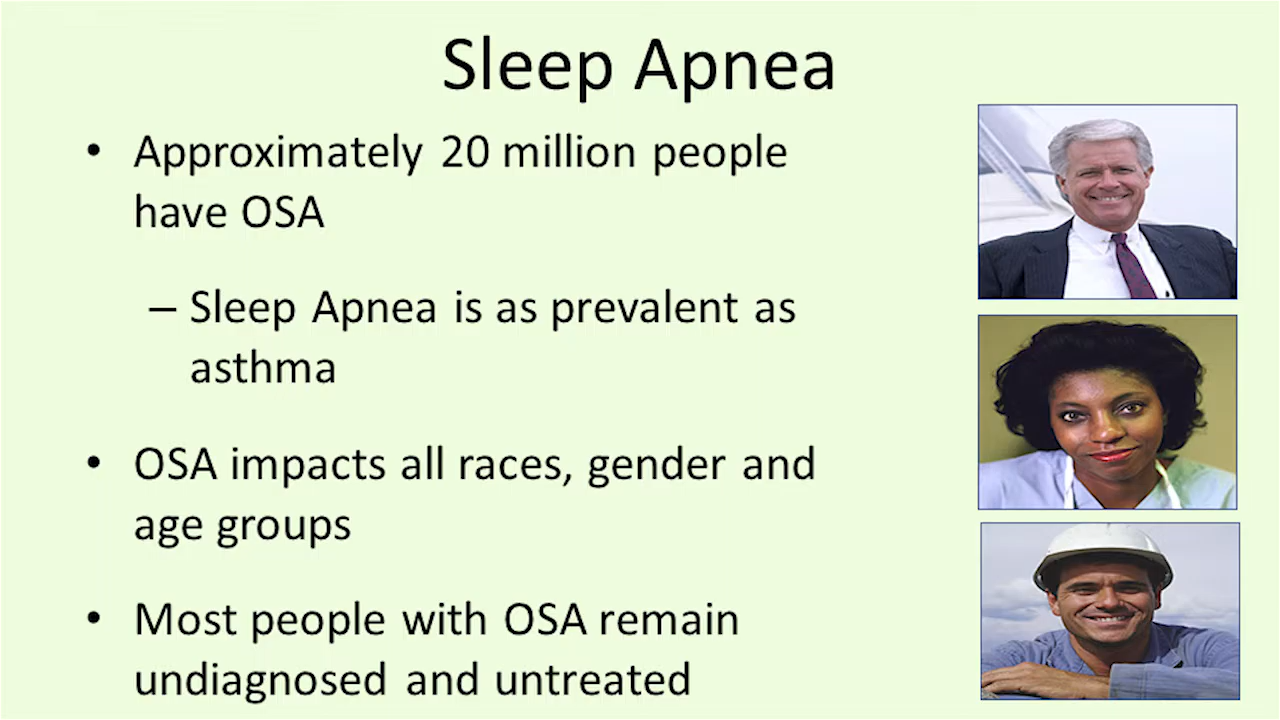 Sleep Apnea
• Approximately 20 million people
have OSA
– Sleep Apnea is as prevalent as
asthma
• OSA impacts all races, gender and
age groups
• Most people with OSA remain
undiagnosed and untreated